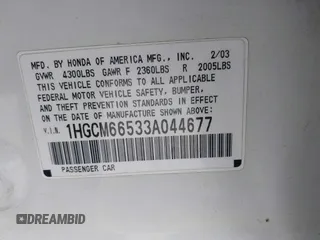 MFD. BY HONDA OF AMERICA MFG., INC. 2/03
GVWR 4300LBS GAWR F 2360LBS R 2005LBS
THIS VEHICLE CONFORMS TO ALL APPLICABLE
FEDERAL MOTOR VEHICLE SAFETY, BUMPER,
AND THEFT PREVENTION STANDARDS IN EFFECT
ON THE DATE OF MANUFACTURE SHOWN ABOVE.
V.I.N. 1HGCM66533A044677
PASSENGER CAR
DREAMBID